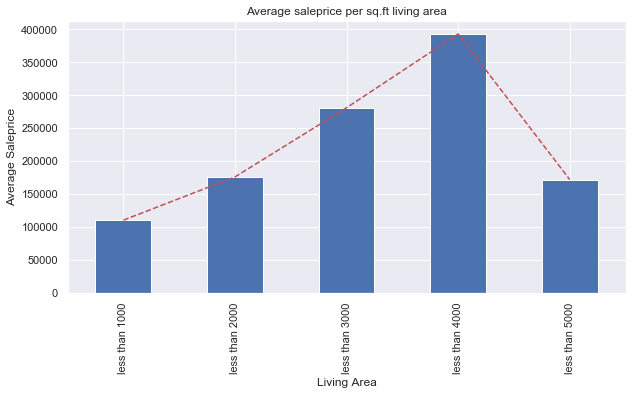 Average saleprice per sq.ft living area
Average Saleprice
400000
350000
300000
250000
200000
150000
100000
50000
0
less than 1000
less than 2000
less than 3000
less than 4000
less than 5000
Living Area